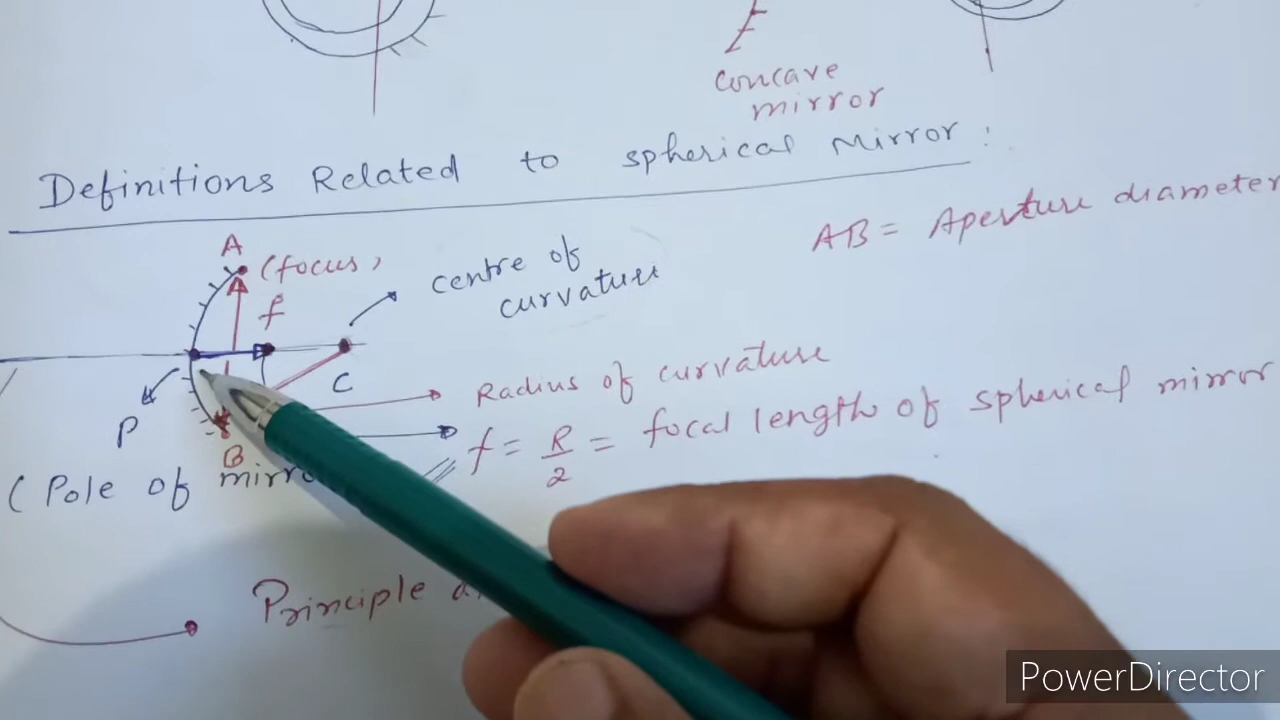 concave
mirror
Definitions Related to spherical Mirror :
AB = Aperture diameter
A
(focus,
f
centre of
curvature
C
P
B
Radius of curvature
f = R/2 = focal length of spherical mirror
(Pole of mirro
Principle
PowerDirector